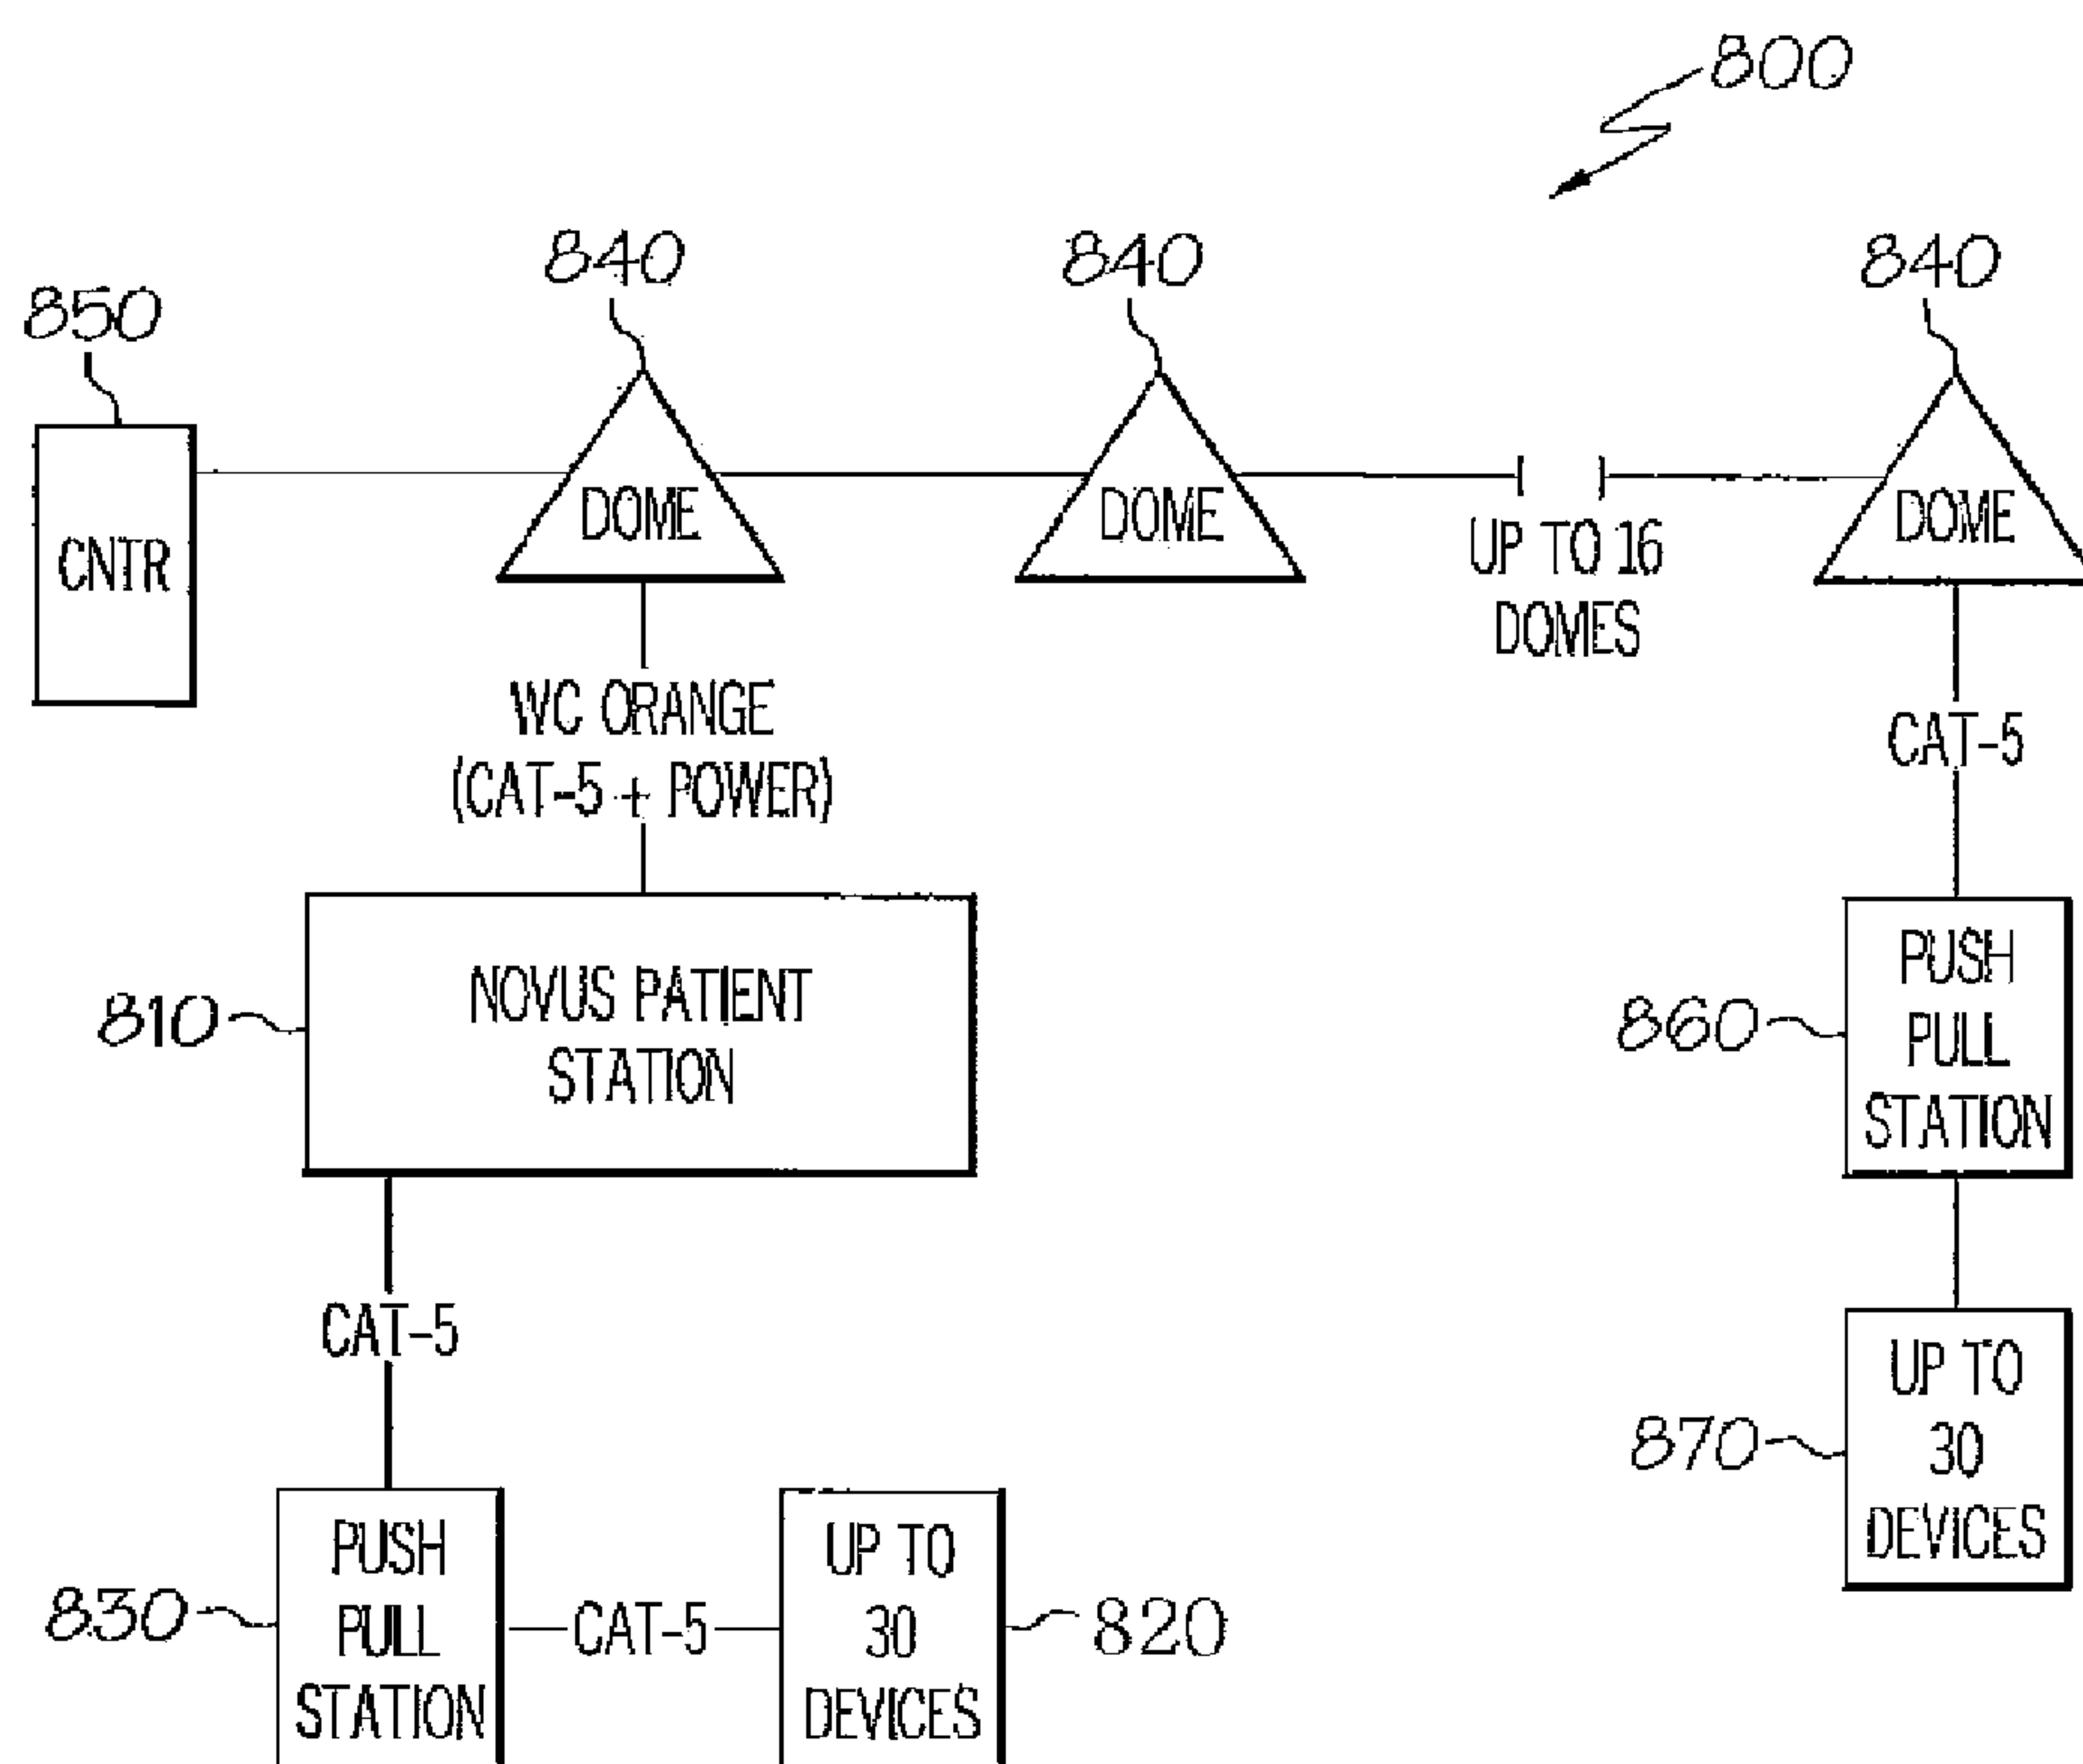 800
840
840
840
850
DOME
DOME
DOME
CNTR
UP TO 16
DOMES
WC ORANGE
(CAT-5 + POWER)
CAT-5
NOVUS PATIENT
STATION
810
PUSH
PULL
STATION
860
CAT-5
UP TO
30
DEVICES
870
PUSH
PULL
STATION
830
CAT-5
UP TO
30
DEVICES
820